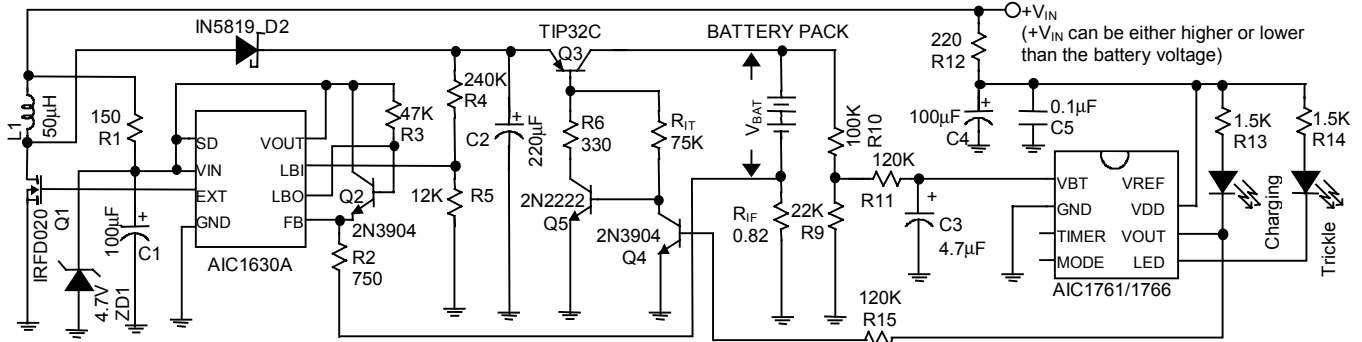 IN5819 D2
TIP32C
Q3
BATTERY PACK
+VIN
(+VIN can be either higher or lower
than the battery voltage)
220
R12
L1
50μH
150
R1
240K
R4
47K
R3
C2
220μF
R6
330
RIT
75K
VBAT
100K
R10
100μF
C4
0.1μF
C5
1.5K
R13
1.5K
R14
SD
VIN
EXT
GND
VOUT
LBI
LBO
FB
AIC1630A
Q2
2N3904
12K
R5
2N2222
Q5
2N3904
Q4
RIF
0.82
120K
R11
22K
R9
C3
4.7μF
VBT
GND
TIMER
MODE
VREF
VDD
VOUT
LED
AIC1761/1766
Charging
Trickle
IRFD020
Q1
100μF
C1
4.7V
ZD1
R2
750
120K
R15